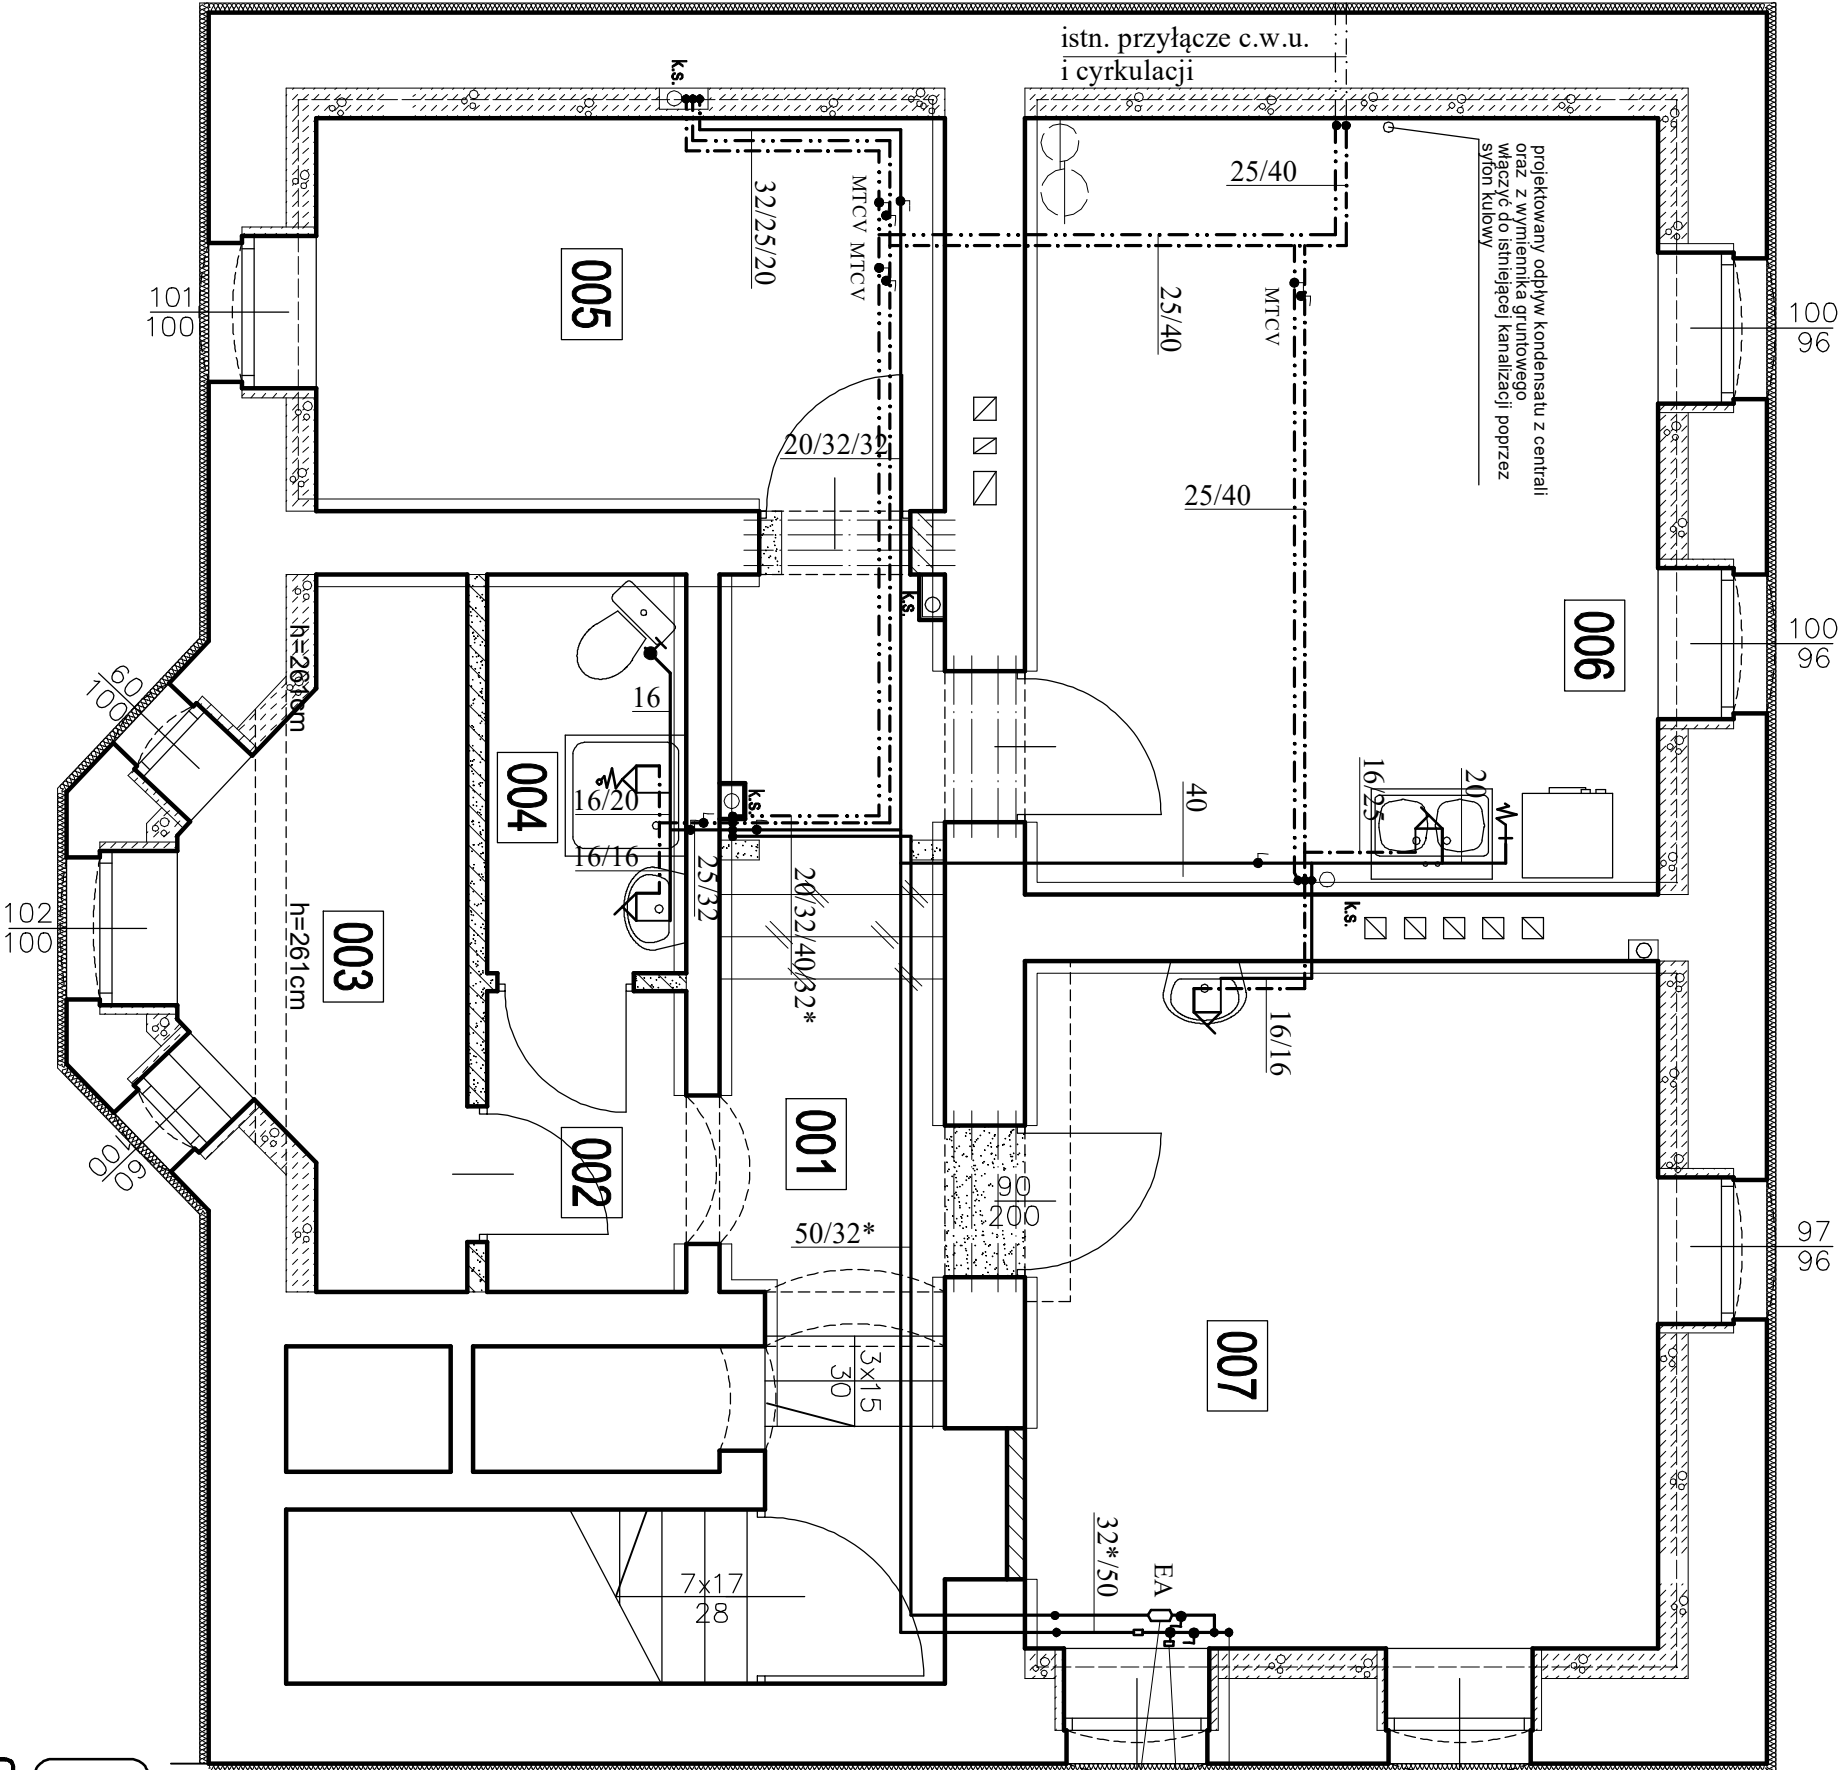 istn. przyłącze c.w.u.
i cyrkulacji
k.s.
projektowany odpływ kondensatu z centrali
oraz z wymiennika gruntowego
włączyć do istniejącej kanalizacji poprzez
syfon kulowy
25/40
32/25/20
MTCV
MTCV
005
101
100
25/40
MTCV
100
96
20/32/32
25/40
k.s.
006
100
96
h=261cm
60
100
16
004
16/20
k.s.
40
16/25
20
16/16
25/32
20/32/40/32*
k.s.
102
100
003
h=261cm
16/16
001
002
60
100
90
200
50/32*
97
96
007
3x15
30
32*/50
EA
7x17
28